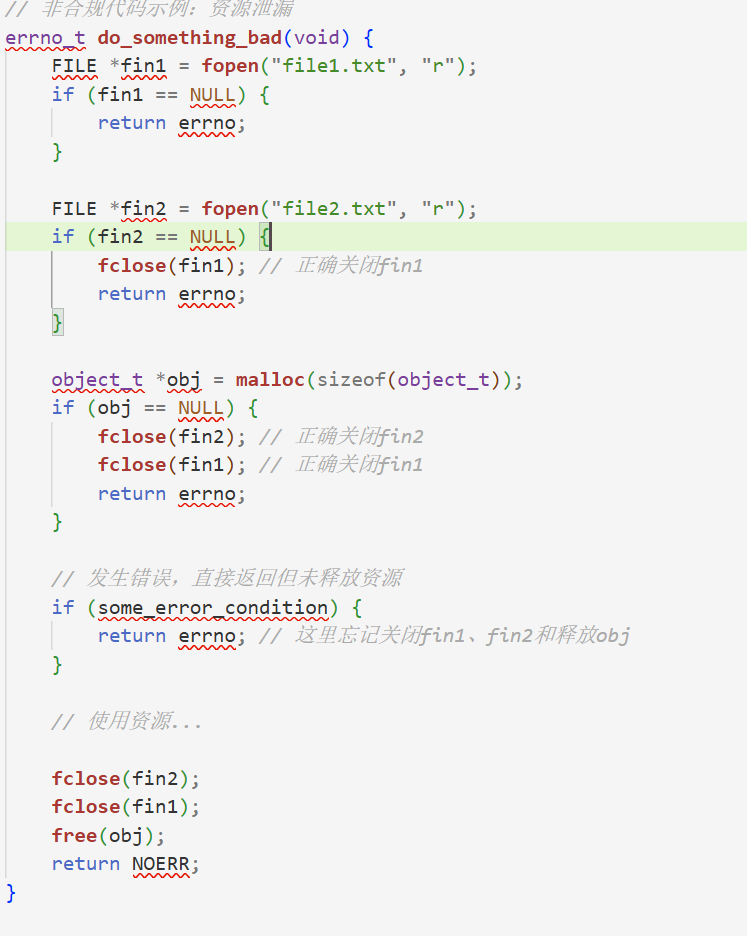 // 非合规代码示例：资源泄漏
errno_t do_something_bad(void) {
    FILE *fin1 = fopen("file1.txt", "r");
    if (fin1 == NULL) {
        return errno;
    }
    FILE *fin2 = fopen("file2.txt", "r");
    if (fin2 == NULL) {
        fclose(fin1); // 正确关闭fin1
        return errno;
    }
    object_t *obj = malloc(sizeof(object_t));
    if (obj == NULL) {
        fclose(fin2); // 正确关闭fin2
        fclose(fin1); // 正确关闭fin1
        return errno;
    }
    // 发生错误，直接返回但未释放资源
    if (some_error_condition) {
        return errno; // 这里忘记关闭fin1、fin2和释放obj
    }
    // 使用资源...
    fclose(fin2);
    fclose(fin1);
    free(obj);
    return NOERR;
}